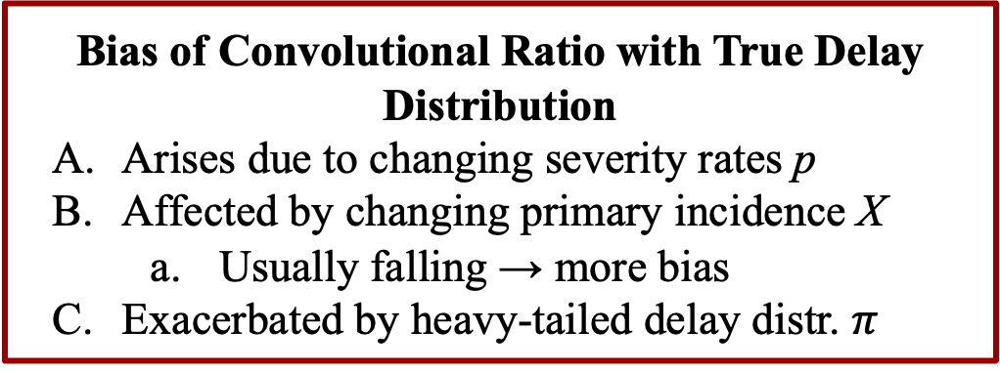 Bias of Convolutional Ratio with True Delay
Distribution
A. Arises due to changing severity rates p
B. Affected by changing primary incidence X
a. Usually falling → more bias
C. Exacerbated by heavy-tailed delay distr. π